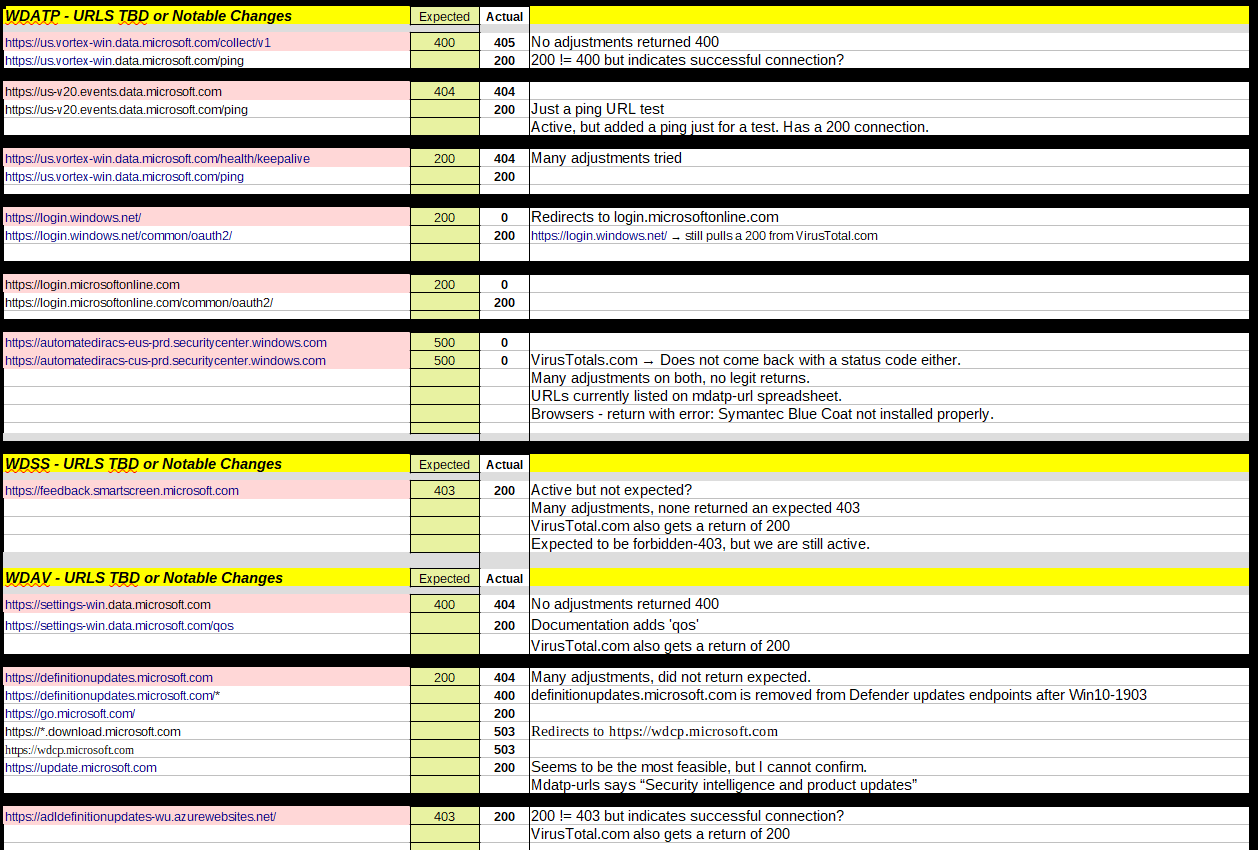 WDATP - URLS TBD or Notable Changes Expected Actual
https://us.vortex-win.data.microsoft.com/collect/v1 400 405 No adjustments returned 400
https://us.vortex-win.data.microsoft.com/ping 200 200 != 400 but indicates successful connection?
https://us-v20.events.data.microsoft.com 404 404
https://us-v20.events.data.microsoft.com/ping 200 Just a ping URL test
Active, but added a ping just for a test. Has a 200 connection.
https://us.vortex-win.data.microsoft.com/health/keepalive 200 404 Many adjustments tried
https://us.vortex-win.data.microsoft.com/ping 200
https://login.windows.net/ 200 0 Redirects to login.microsoftonline.com
https://login.windows.net/common/oauth2/ 200 https://login.windows.net/ → still pulls a 200 from VirusTotal.com
https://login.microsoftonline.com 200 0
https://login.microsoftonline.com/common/oauth2/ 200
https://automatediracs-eus-prd.securitycenter.windows.com 500 0
https://automatediracs-cus-prd.securitycenter.windows.com 500 0 VirusTotals.com → Does not come back with a status code either.
Many adjustments on both, no legit returns.
URLs currently listed on mdatp-url spreadsheet.
Browsers - return with error: Symantec Blue Coat not installed properly.
WDSS - URLS TBD or Notable Changes Expected Actual
https://feedback.smartscreen.microsoft.com 403 200 Active but not expected?
Many adjustments, none returned an expected 403
VirusTotal.com also gets a return of 200
Expected to be forbidden-403, but we are still active.
WDAV - URLS TBD or Notable Changes Expected Actual
https://settings-win.data.microsoft.com 400 404 No adjustments returned 400
https://settings-win.data.microsoft.com/qos 200 Documentation adds 'qos'
VirusTotal.com also gets a return of 200
https://definitionupdates.microsoft.com 200 404 Many adjustments, did not return expected.
https://definitionupdates.microsoft.com/* 400 definitionupdates.microsoft.com is removed from Defender updates endpoints after Win10-1903
https://go.microsoft.com/ 200
https://*.download.microsoft.com 503 Redirects to https://wdcp.microsoft.com
https://wdcp.microsoft.com 503
https://update.microsoft.com 200 Seems to be the most feasible, but I cannot confirm.
Mdatp-urls says “Security intelligence and product updates”
https://adldefinitionupdates-wu.azurewebsites.net/ 403 200 200 != 403 but indicates successful connection?
VirusTotal.com also gets a return of 200